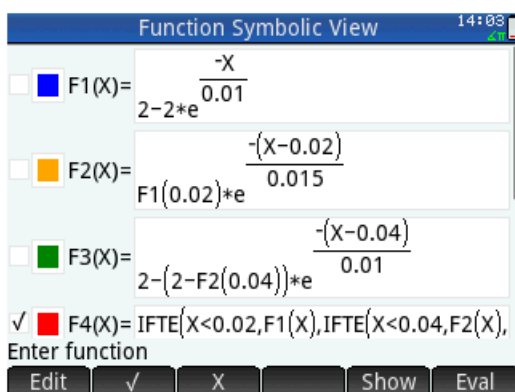 Function Symbolic View 14:03
∡π
F1(X)= 2-2*e^(-X/0.01)
F2(X)= F1(0.02)*e^(-(X-0.02)/0.015)
F3(X)= 2-(2-F2(0.04))*e^(-(X-0.04)/0.01)
√ F4(X)= IFTE(X<0.02,F1(X),IFTE(X<0.04,F2(X),
Enter function
Edit √ X Show Eval